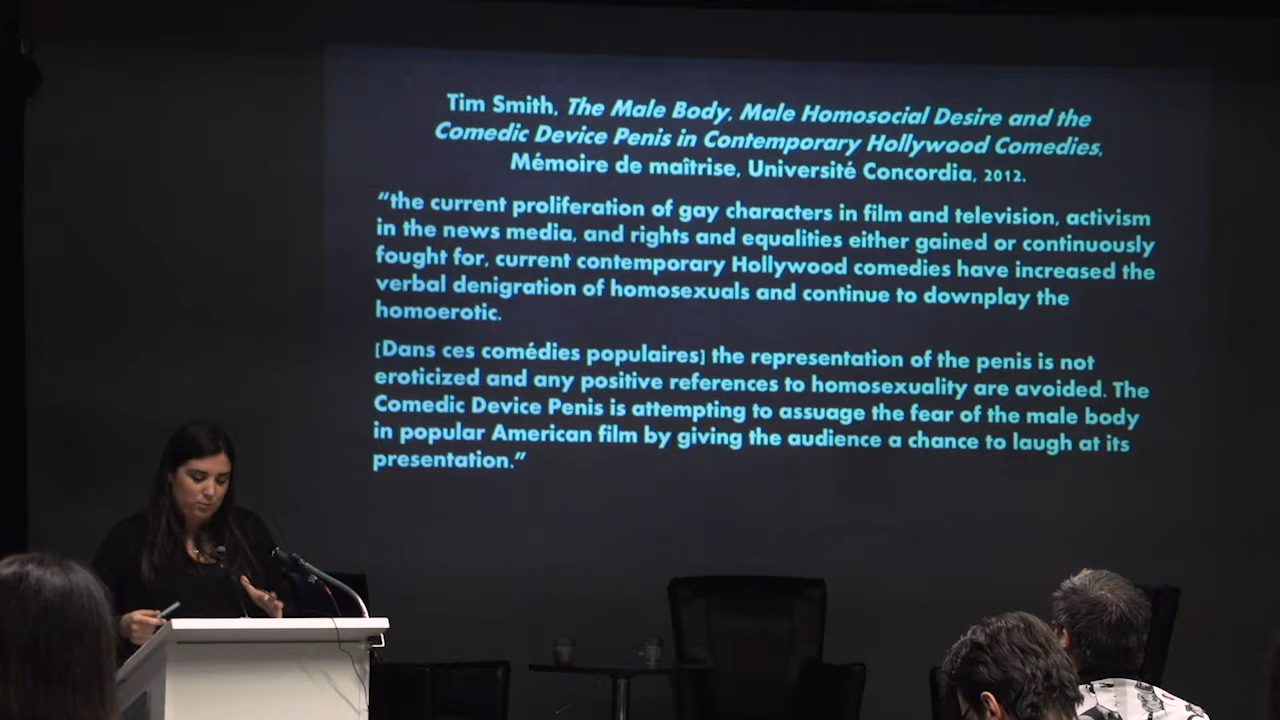 Tim Smith, The Male Body, Male Homosocial Desire and the
Comedic Device Penis in Contemporary Hollywood Comedies,
Mémoire de maîtrise, Université Concordia, 2012.
“the current proliferation of gay characters in film and television, activism
in the news media, and rights and equalities either gained or continuously
fought for, current contemporary Hollywood comedies have increased the
verbal denigration of homosexuals and continue to downplay the
homoerotic.
[Dans ces comédies populaires] the representation of the penis is not
eroticized and any positive references to homosexuality are avoided. The
Comedic Device Penis is attempting to assuage the fear of the male body
in popular American film by giving the audience a chance to laugh at its
presentation.”